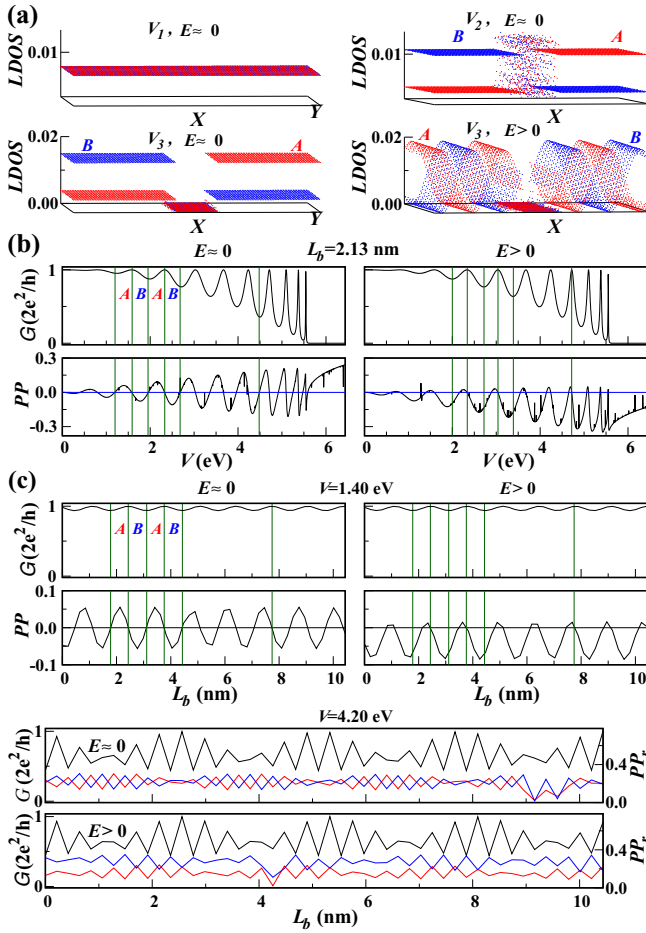 (a)
V1, E≈ 0
LDOS
0.01
X
Y
V2, E≈ 0
LDOS
0.01
B
A
X
V3, E≈ 0
LDOS
0.02
0.00
B
A
X
Y
V3, E> 0
LDOS
0.02
0.00
A
B
X
(b)
E≈ 0
Lb=2.13 nm
E> 0
G(2e2/h)
1
0
A B A B
PP
0.3
0.0
-0.3
0 2 4 6
0 2 4 6
V(eV)
V(eV)
(c)
E≈ 0
V=1.40 eV
E> 0
G(2e2/h)
1
0
A B A B
PP
0.1
0.0
-0.1
0 2 4 6 8 10
0 2 4 6 8 10
Lb (nm)
Lb (nm)
V=4.20 eV
G (2e2/h)
1
0
E≈ 0
0.4
0.0
PPr
G(2e2/h)
1
0
E> 0
0.4
0.0
PPr
2 4 6 8 10
Lb (nm)